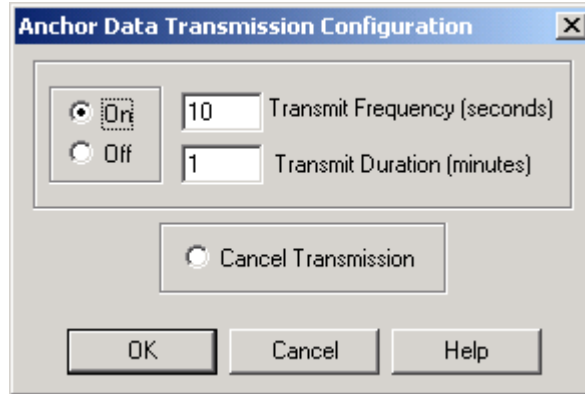 Anchor Data Transmission Configuration
On
10 Transmit Frequency (seconds)
Off
1 Transmit Duration (minutes)
Cancel Transmission
OK Cancel Help